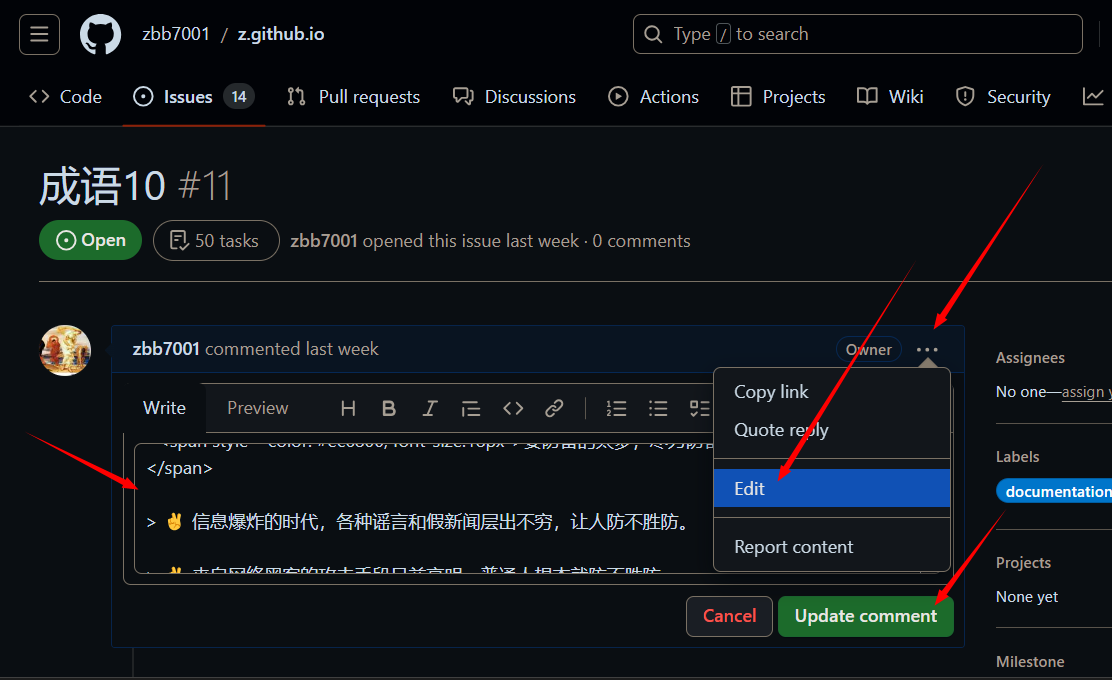 zbb7001 / z.github.io
Type / to search
Code
Issues 14
Pull requests
Discussions
Actions
Projects
Wiki
Security
成语10 #11
Open
50 tasks
zbb7001 opened this issue last week · 0 comments
zbb7001 commented last week
Owner
Write
Preview
H B I
Copy link
Quote reply
Edit
Report content
</span>
> ✌ 信息爆炸的时代，各种谣言和假新闻层出不穷，让人防不胜防。
Cancel
Update comment
Assignees
No one—assign y
Labels
documentation
Projects
None yet
Milestone